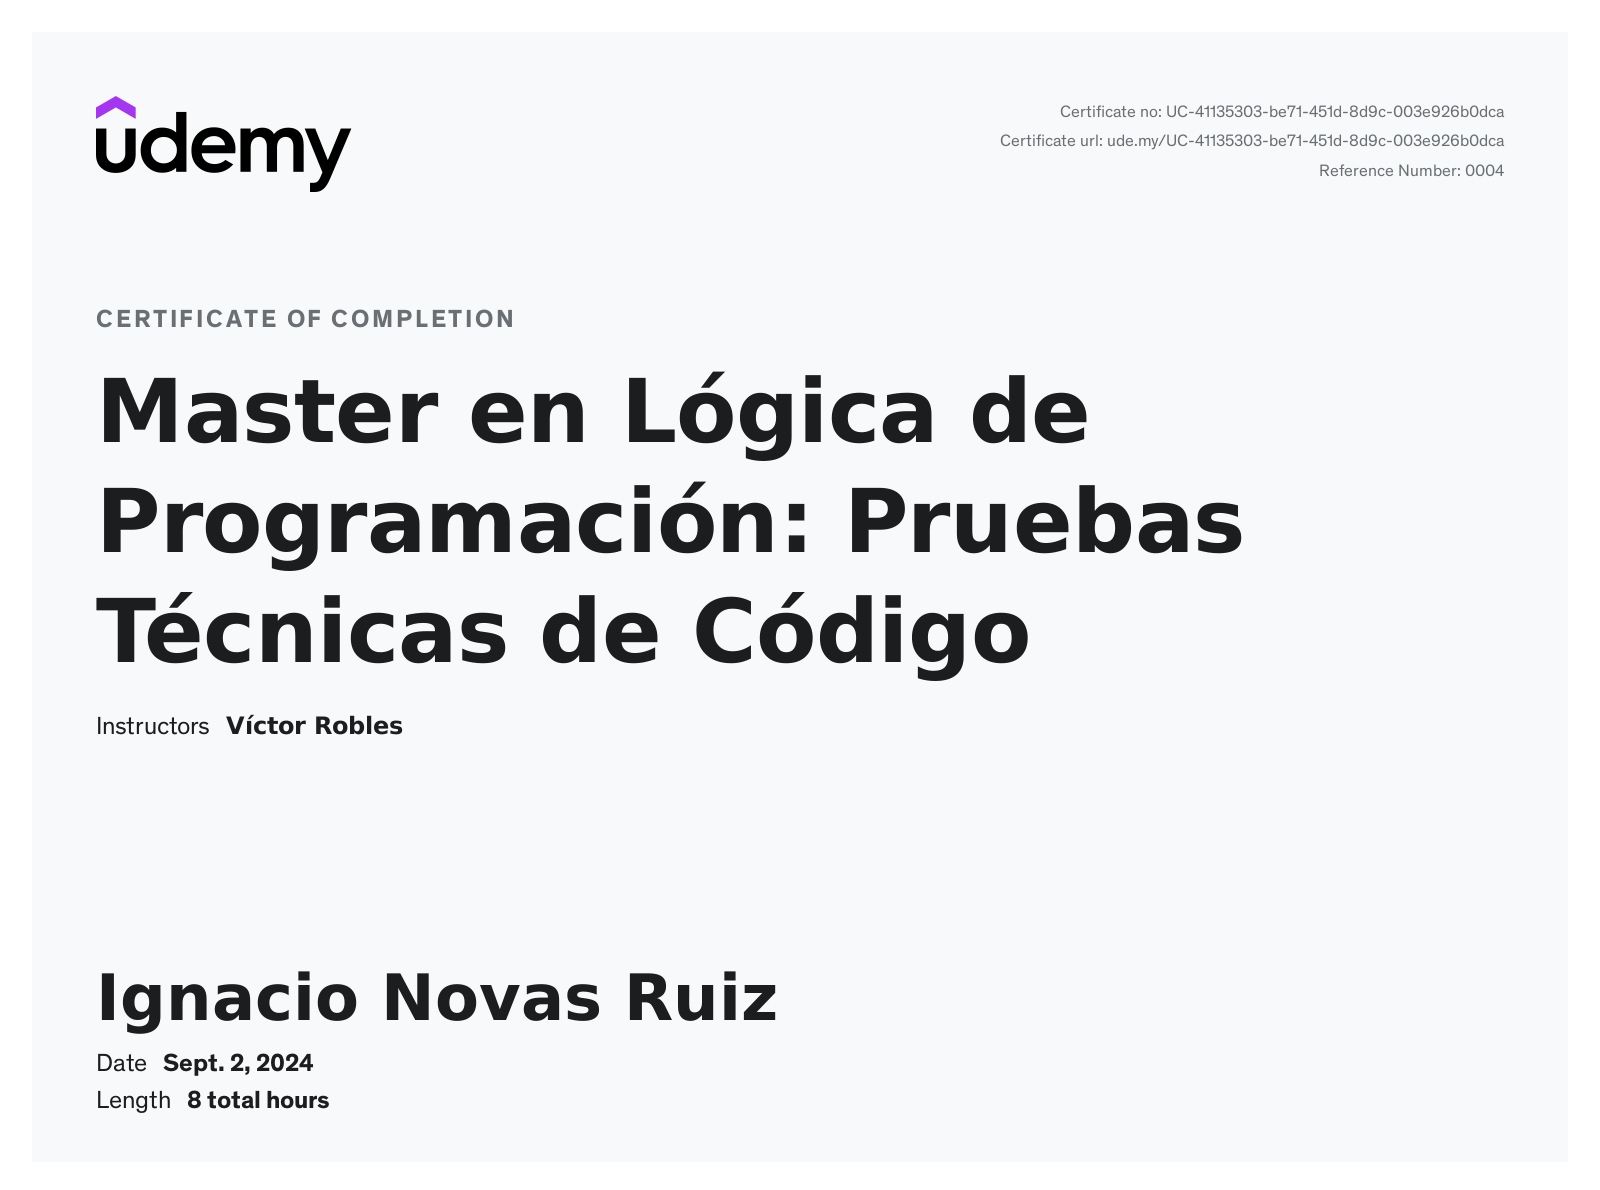 udemy
Certificate no: UC-41135303-be71-451d-8d9c-003e926b0dca
Certificate url: ude.my/UC-41135303-be71-451d-8d9c-003e926b0dca
Reference Number: 0004
CERTIFICATE OF COMPLETION
Master en Lógica de
Programación: Pruebas
Técnicas de Código
Instructors Víctor Robles
Ignacio Novas Ruiz
Date Sept. 2, 2024
Length 8 total hours